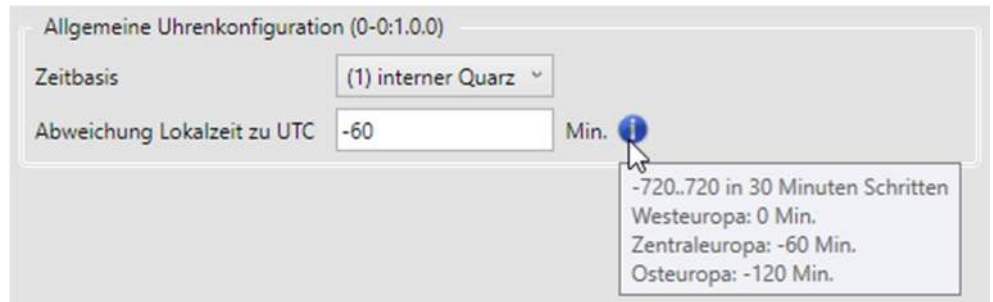 Allgemeine Uhrenkonfiguration (0-0:1.0.0)
Zeitbasis (1) interner Quarz
Abweichung Lokalzeit zu UTC -60 Min.
-720..720 in 30 Minuten Schritten
Westeuropa: 0 Min.
Zentraleuropa: -60 Min.
Osteuropa: -120 Min.